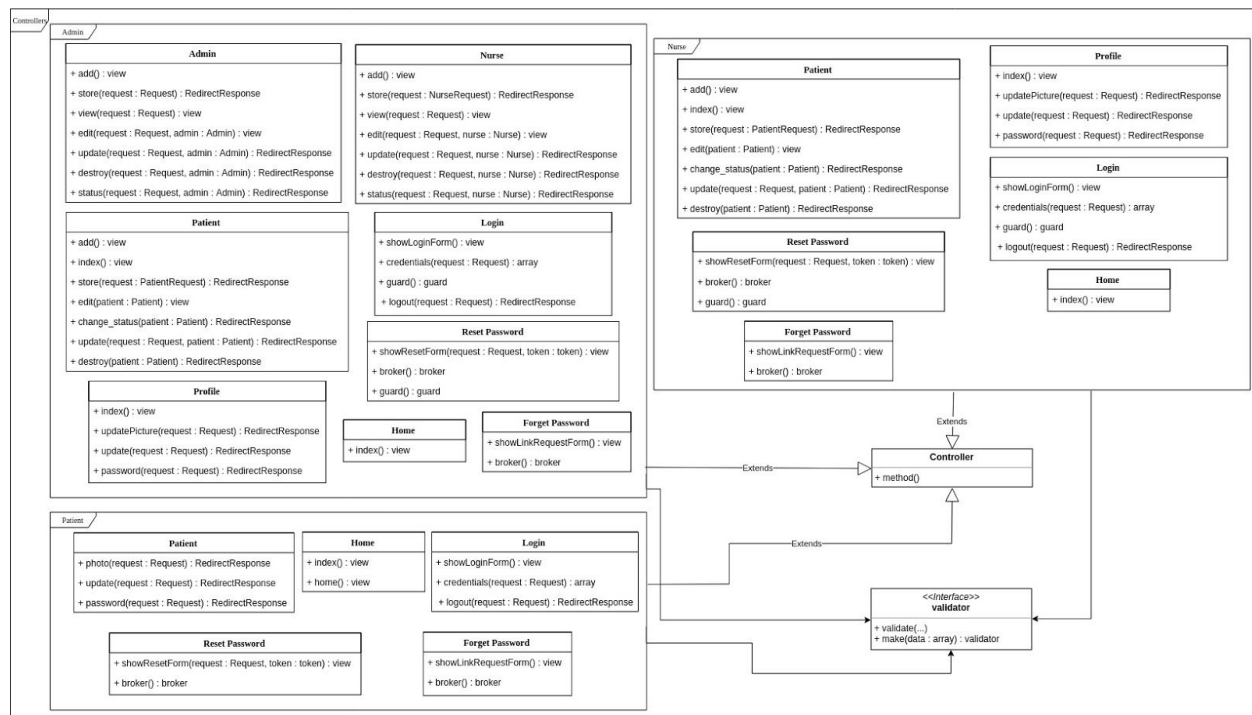 Controllers
Admin
Admin
+ add() : view
+ store(request : Request) : RedirectResponse
+ view(request : Request) : view
+ edit(request : Request, admin : Admin) : view
+ update(request : Request, admin : Admin) : RedirectResponse
+ destroy(request : Request, admin : Admin) : RedirectResponse
+ status(request : Request, admin : Admin) : RedirectResponse
Nurse
+ add() : view
+ store(request : NurseRequest) : RedirectResponse
+ view(request : Request) : view
+ edit(request : Request, nurse : Nurse) : view
+ update(request : Request, nurse : Nurse) : RedirectResponse
+ destroy(request : Request, nurse : Nurse) : RedirectResponse
+ status(request : Request, nurse : Nurse) : RedirectResponse
Patient
+ add() : view
+ index() : view
+ store(request : PatientRequest) : RedirectResponse
+ edit(patient : Patient) : view
+ change_status(patient : Patient) : RedirectResponse
+ update(request : Request, patient : Patient) : RedirectResponse
+ destroy(patient : Patient) : RedirectResponse
Login
+ showLoginForm() : view
+ credentials(request : Request) : array
+ guard() : guard
+ logout(request : Request) : RedirectResponse
Reset Password
+ showResetForm(request : Request, token : token) : view
+ broker() : broker
+ guard() : guard
Profile
+ index() : view
+ updatePicture(request : Request) : RedirectResponse
+ update(request : Request) : RedirectResponse
+ password(request : Request) : RedirectResponse
Home
+ index() : view
Forget Password
+ showLinkRequestForm() : view
+ broker() : broker
Nurse
Patient
+ add() : view
+ index() : view
+ store(request : PatientRequest) : RedirectResponse
+ edit(patient : Patient) : view
+ change_status(patient : Patient) : RedirectResponse
+ update(request : Request, patient : Patient) : RedirectResponse
+ destroy(patient : Patient) : RedirectResponse
Profile
+ index() : view
+ updatePicture(request : Request) : RedirectResponse
+ update(request : Request) : RedirectResponse
+ password(request : Request) : RedirectResponse
Login
+ showLoginForm() : view
+ credentials(request : Request) : array
+ guard() : guard
+ logout(request : Request) : RedirectResponse
Reset Password
+ showResetForm(request : Request, token : token) : view
+ broker() : broker
+ guard() : guard
Home
+ index() : view
Forget Password
+ showLinkRequestForm() : view
+ broker() : broker
Extends
Extends
Controller
+ method()
Extends
Patient
Patient
+ photo(request : Request) : RedirectResponse
+ update(request : Request) : RedirectResponse
+ password(request : Request) : RedirectResponse
Home
+ index() : view
+ home() : view
Login
+ showLoginForm() : view
+ credentials(request : Request) : array
+ logout(request : Request) : RedirectResponse
Reset Password
+ showResetForm(request : Request, token : token) : view
+ broker() : broker
Forget Password
+ showLinkRequestForm() : view
+ broker() : broker
<<Interface>>
validator
+ validate(...)
+ make(data : array) : validator